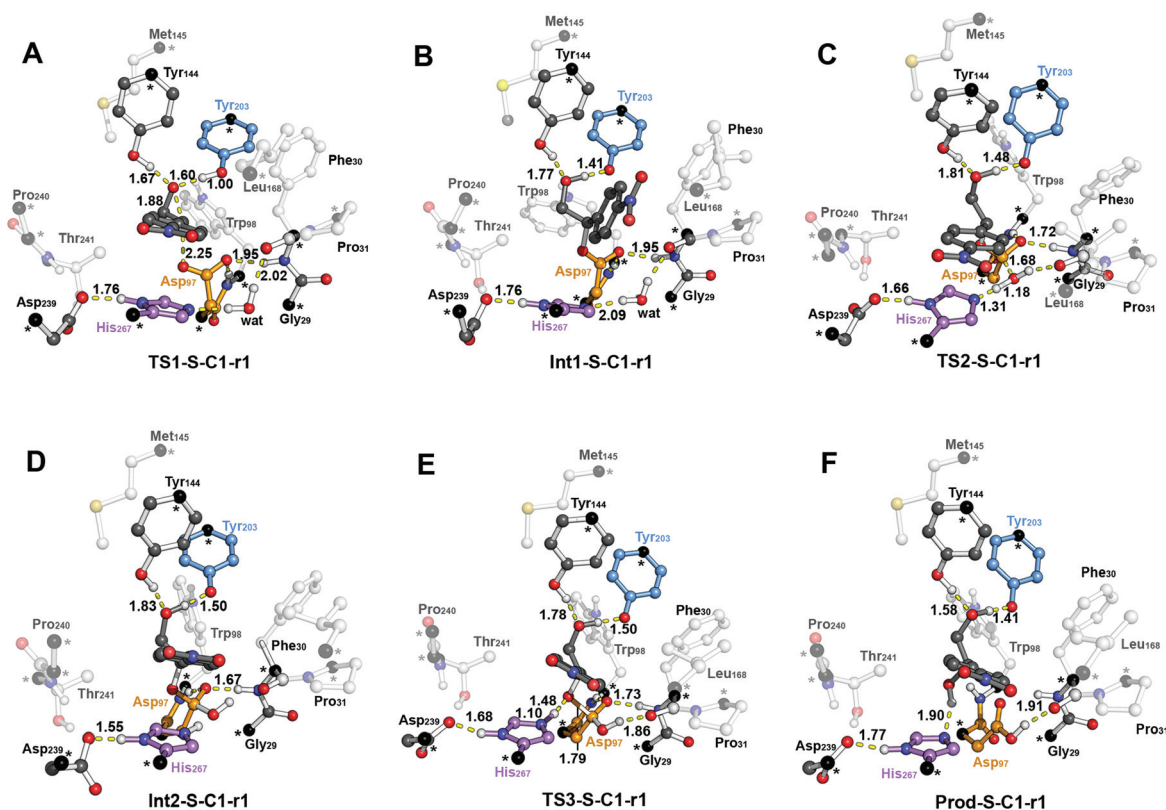 A
Met145 *
Tyr144
*
Tyr203
*
Phe30
1.67
1.60
1.00
Leu168
Pro240
*
1.88
Trp98
Thr241
2.25
1.95
Pro31
Asp97
2.02
1.76
Asp239
*
His267
*
wat
Gly29
*
TS1-S-C1-r1
B
Met145 *
Tyr144
*
Tyr203
*
Phe30
1.41
1.77
Pro240
*
Trp98
Leu168
Thr241
1.95
Asp97
Pro31
Asp239
1.76
*
His267
*
2.09
wat
Gly29
*
Int1-S-C1-r1
C
Met145
*
Tyr144
*
Tyr203
*
1.48
1.81
Trp98
Phe30
Pro240
*
Thr241
1.72
Asp97
1.68
1.66
1.18
Gly29
*
Asp239
1.31
Leu168
*
His267
*
Pro31
TS2-S-C1-r1
D
Met145 *
Tyr144
*
Tyr203
*
1.83
1.50
Pro240
*
Trp98
Phe30
Thr241
1.67
Asp97
Pro31
1.55
Asp239
*
His267
*
Gly29
*
Int2-S-C1-r1
E
Met145
*
Tyr144
*
Tyr203
*
1.78
1.50
Phe30
Pro240
*
Trp98
Thr241
Leu168
1.48
1.73
1.10
Asp239
1.68
1.86
Asp97
Pro31
*
His267
*
1.79
Gly29
*
TS3-S-C1-r1
F
Met145
*
Tyr144
*
Tyr203
*
1.58
1.41
Phe30
Pro240
*
Trp98
Leu168
Thr241
1.90
1.91
Asp239
1.77
Asp97
Pro31
*
His267
*
Gly29
*
Prod-S-C1-r1